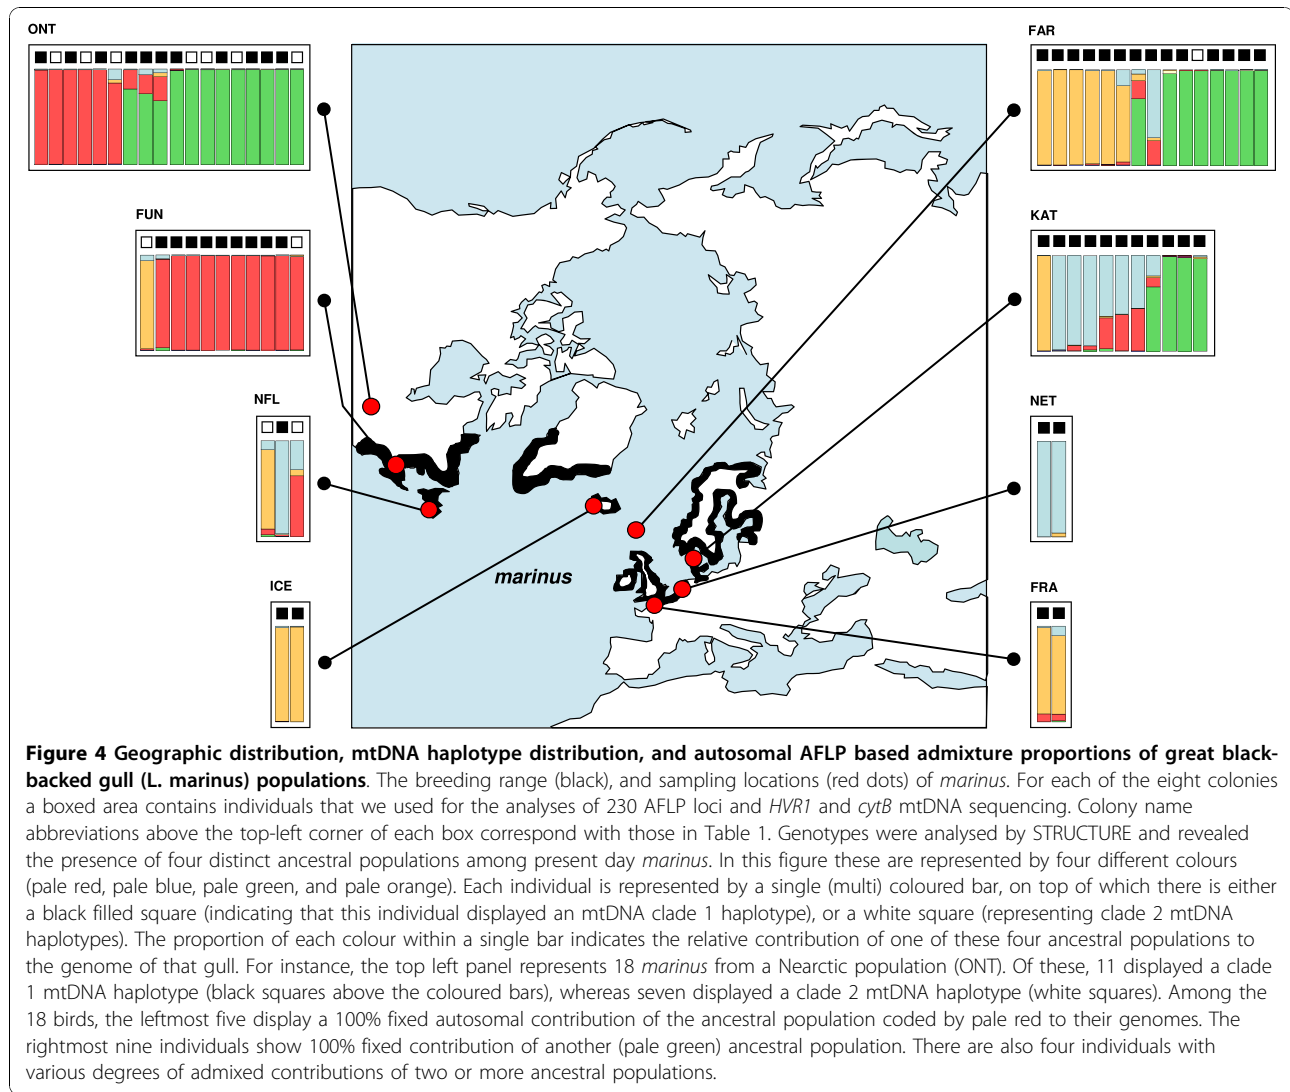 ONT
FAR
FUN
KAT
NFL
NET
marinus
ICE
FRA
Figure 4 Geographic distribution, mtDNA haplotype distribution, and autosomal AFLP based admixture proportions of great black-
backed gull (L. marinus) populations. The breeding range (black), and sampling locations (red dots) of marinus. For each of the eight colonies
a boxed area contains individuals that we used for the analyses of 230 AFLP loci and HVR1 and cytB mtDNA sequencing. Colony name
abbreviations above the top-left corner of each box correspond with those in Table 1. Genotypes were analysed by STRUCTURE and revealed
the presence of four distinct ancestral populations among present day marinus. In this figure these are represented by four different colours
(pale red, pale blue, pale green, and pale orange). Each individual is represented by a single (multi) coloured bar, on top of which there is either
a black filled square (indicating that this individual displayed an mtDNA clade 1 haplotype), or a white square (representing clade 2 mtDNA
haplotypes). The proportion of each colour within a single bar indicates the relative contribution of one of these four ancestral populations to
the genome of that gull. For instance, the top left panel represents 18 marinus from a Nearctic population (ONT). Of these, 11 displayed a clade
1 mtDNA haplotype (black squares above the coloured bars), whereas seven displayed a clade 2 mtDNA haplotype (white squares). Among the
18 birds, the leftmost five display a 100% fixed autosomal contribution of the ancestral population coded by pale red to their genomes. The
rightmost nine individuals show 100% fixed contribution of another (pale green) ancestral population. There are also four individuals with
various degrees of admixed contributions of two or more ancestral populations.